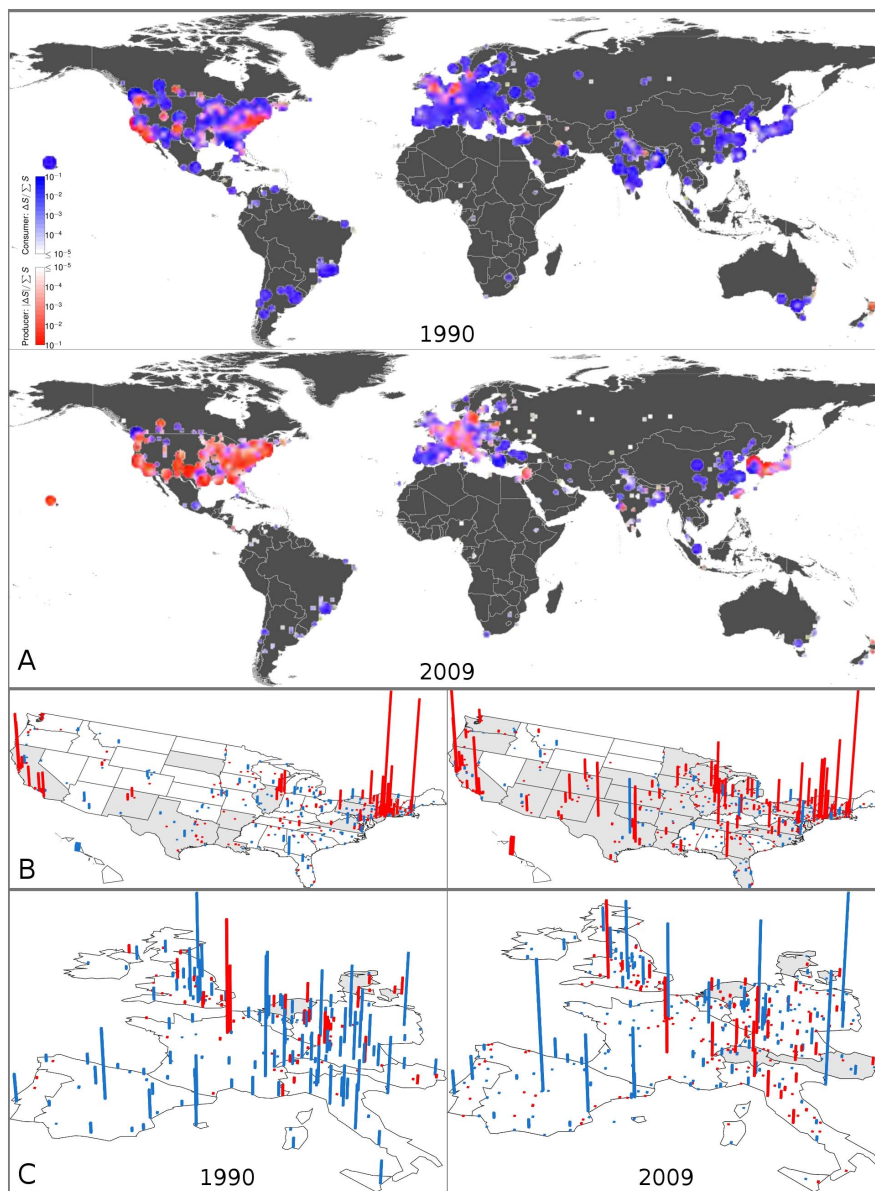 Consumer: ΔS/∑S
10⁻¹
10⁻²
10⁻³
10⁻⁴
≤ 10⁻⁵
Producer: |ΔS|/∑S
≤ 10⁻⁵
10⁻⁴
10⁻³
10⁻²
10⁻¹
1990
A
2009
B
C
1990
2009